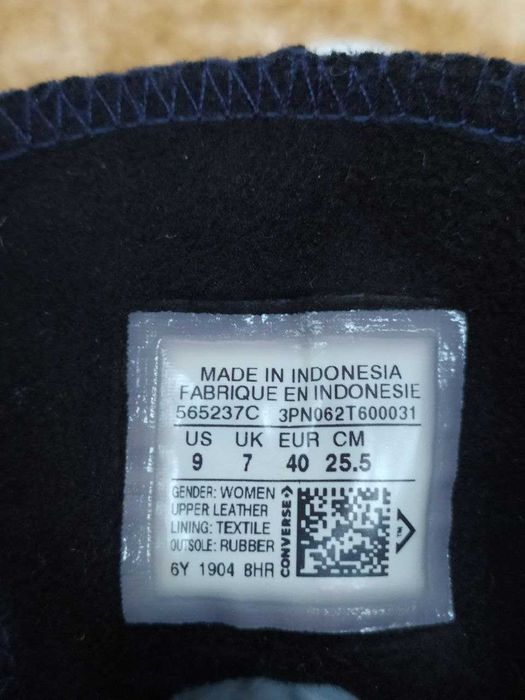 MADE IN INDONESIA
FABRIQUE EN INDONESIE
565237C 3PN062T600031
US UK EUR CM
9 7 40 25.5
GENDER: WOMEN
UPPER LEATHER
LINING: TEXTILE
OUTSOLE: RUBBER
CONVERSE
TM
6Y 1904 8HR